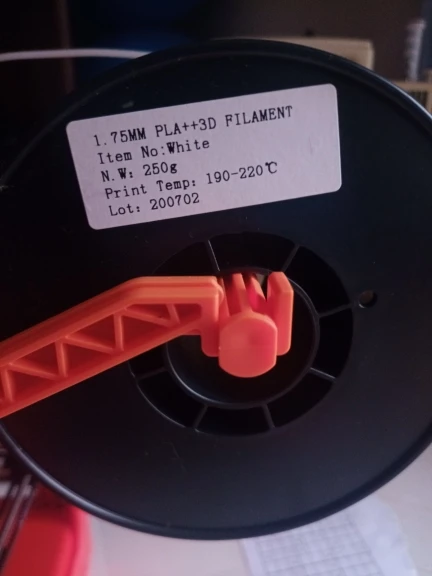 1.75MM PLA++3D FILAMENT
Item No:White
N.W: 250g
Print Temp: 190-220℃
Lot: 200702